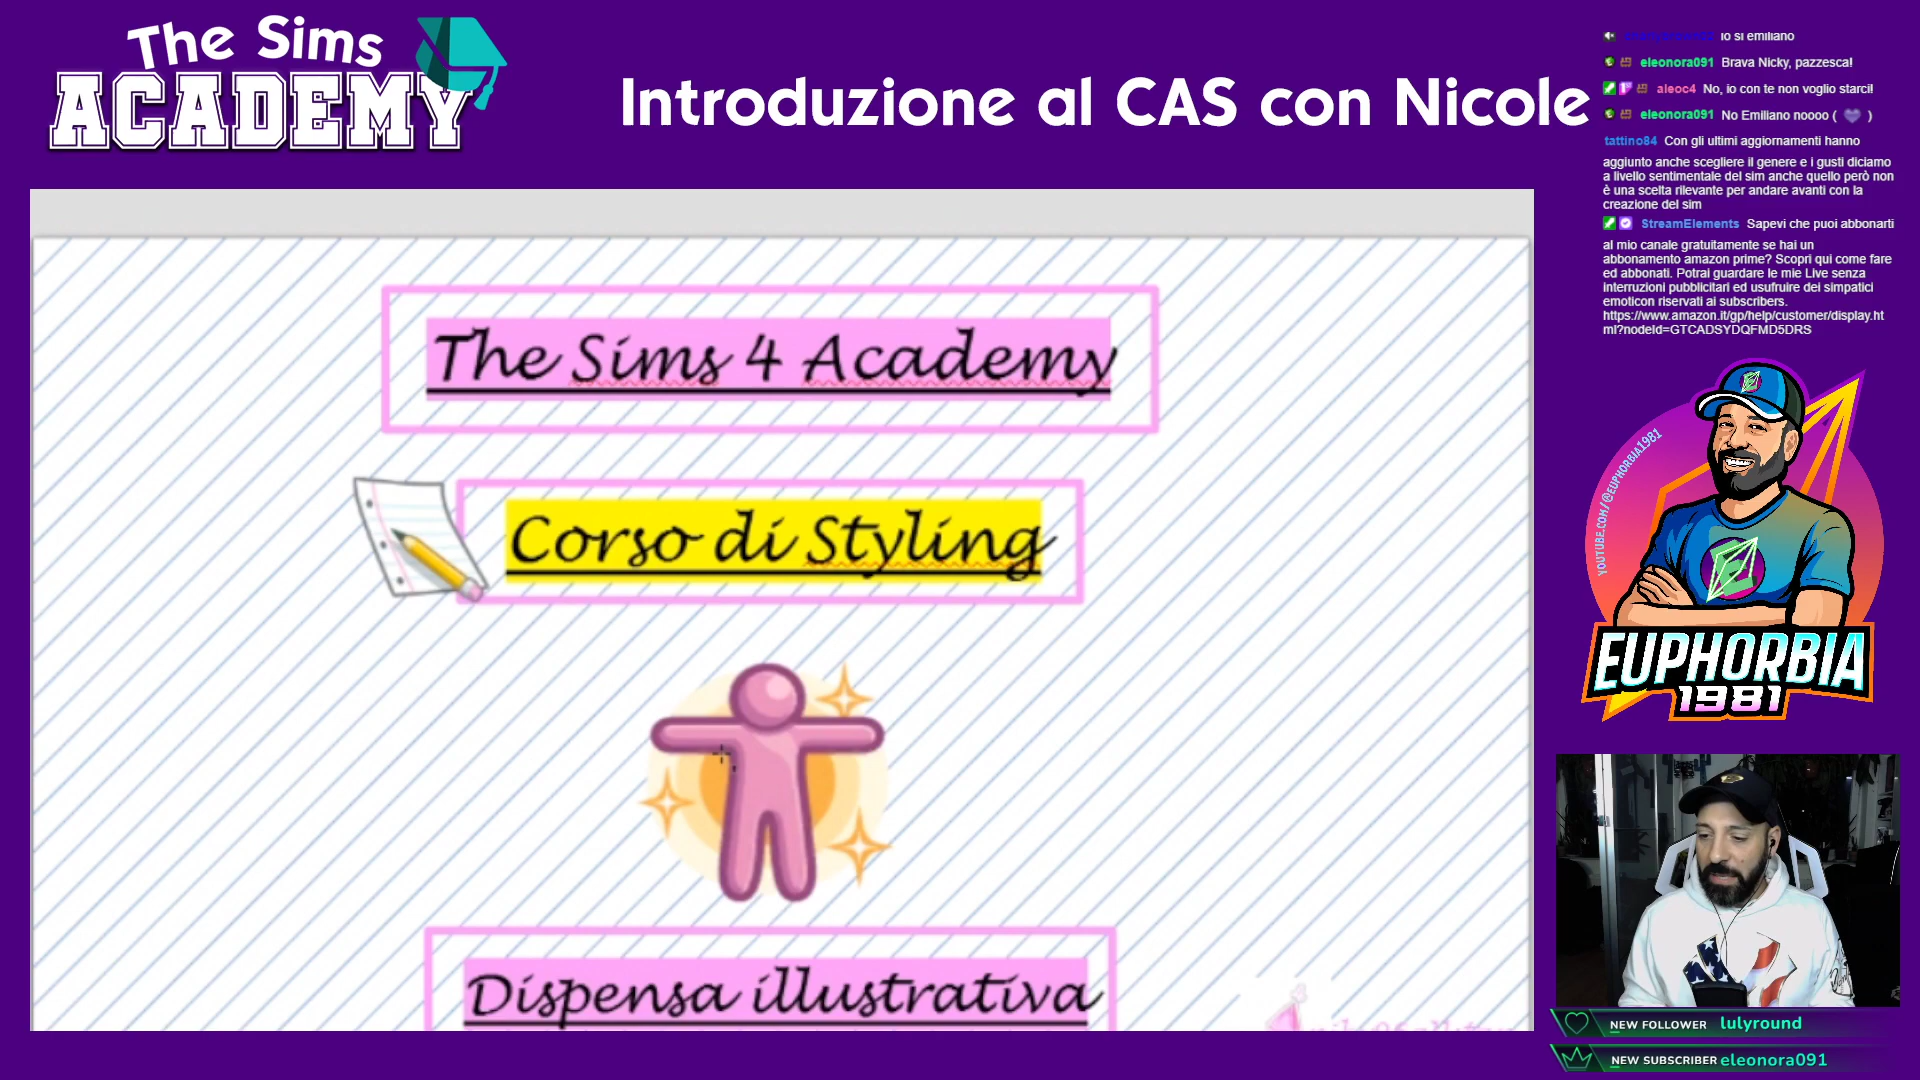 The Sims
ACADEMY
Introduzione al CAS con Nicole
Io si emiliano
eleonora091 Brava Nicky, pazzesca!
aleoc4 No, io con te non voglio starci!
eleonora091 No Emiliano noooo ( )
tattino84 Con gli ultimi aggiornamenti hanno
aggiunto anche scegliere il genere e i gusti diciamo
a livello sentimentale del sim anche quello però non
è una scelta rilevante per andare avanti con la
creazione del sim
StreamElements Sapevi che puoi abbonarti
al mio canale gratuitamente se hai un
abbonamento amazon prime? Scopri qui come fare
ed abbonati. Potrai guardare le mie Live senza
interruzioni pubblicitari ed usufruire dei simpatici
emoticon riservati ai subscribers.
https://www.amazon.it/gp/help/customer/display.ht
ml?nodeId=GTCADSYDQFMD5DRS
The Sims 4 Academy
Corso di Styling
Dispensa illustrativa
YOUTUBE.COM/@EUPHORBIA1981
EUPHORBIA
1981
NEW FOLLOWER lulyround
NEW SUBSCRIBER eleonora091